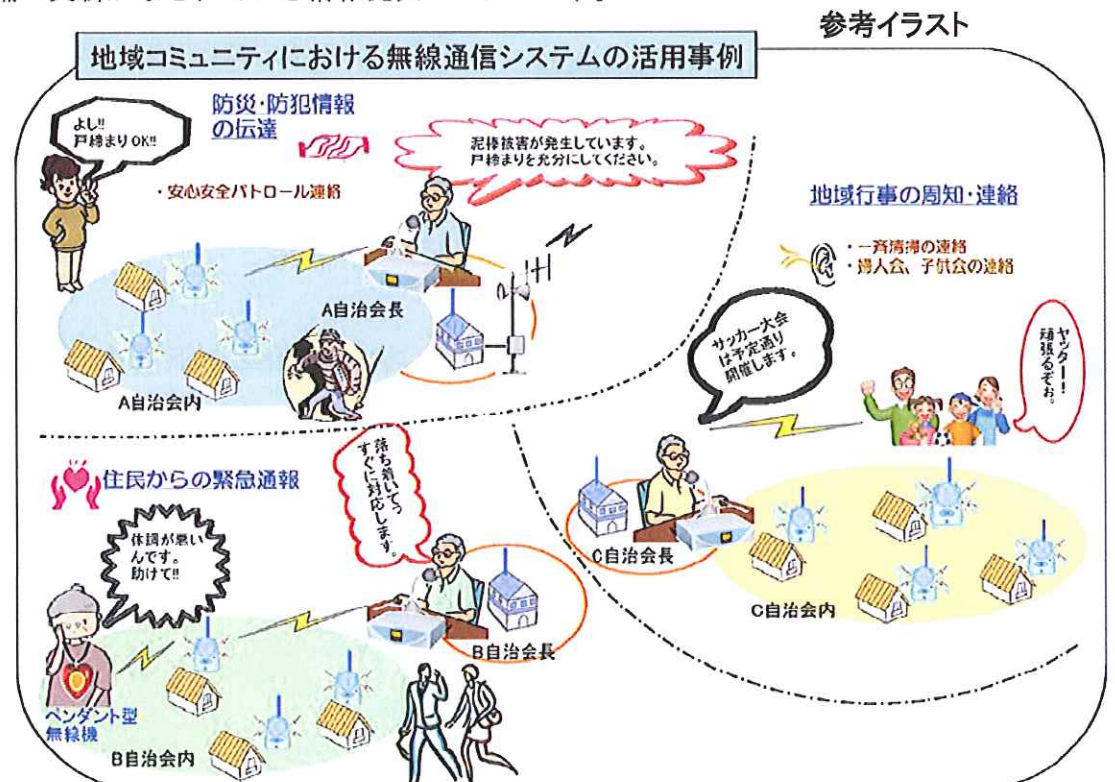 参考イラスト
地域コミュニティにおける無線通信システムの活用事例
防災・防犯情報
の伝達
よし!!
戸締まりOK!!
泥棒被害が発生しています。
戸締まりを充分にしてください。
・安心安全パトロール連絡
A自治会長
A自治会内
地域行事の周知・連絡
・一斉清掃の連絡
・婦人会、子供会の連絡
サッカー大会
は予定通り
開催します。
ヤッター!
頑張るぞぉ。
C自治会長
C自治会内
住民からの緊急通報
体調が悪い
んです。
助けて!!
落ち着いてっ
すぐに対応します。
B自治会長
ペンダント型
無線機
B自治会内